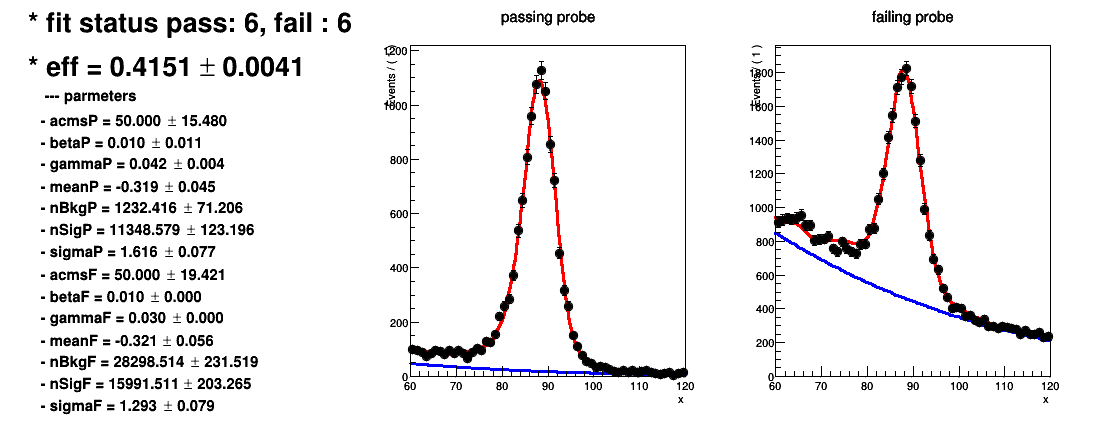 * fit status pass: 6, fail : 6
* eff = 0.4151 ± 0.0041
--- parmeters
- acmsP = 50.000 ± 15.480
- betaP = 0.010 ± 0.011
- gammaP = 0.042 ± 0.004
- meanP = -0.319 ± 0.045
- nBkgP = 1232.416 ± 71.206
- nSigP = 11348.579 ± 123.196
- sigmaP = 1.616 ± 0.077
- acmsF = 50.000 ± 19.421
- betaF = 0.010 ± 0.000
- gammaF = 0.030 ± 0.000
- meanF = -0.321 ± 0.056
- nBkgF = 28298.514 ± 231.519
- nSigF = 15991.511 ± 203.265
- sigmaF = 1.293 ± 0.079
passing probe
Events / ( 1 )
1200
1000
800
600
400
200
0
60 70 80 90 100 110 120
x
failing probe
Events / ( 1 )
1800
1600
1400
1200
1000
800
600
400
200
0
60 70 80 90 100 110 120
x